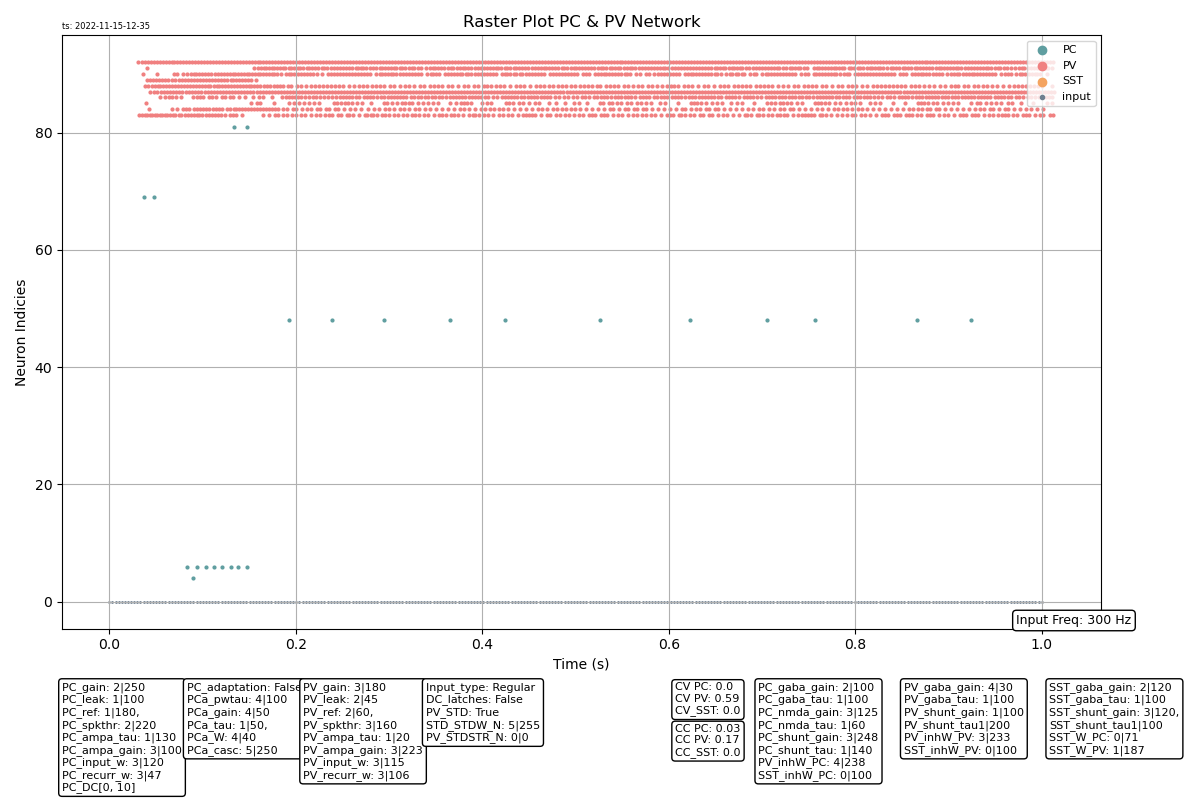 ts: 2022-11-15-12-35
Raster Plot PC & PV Network
PC
PV
SST
input
80
60
40
20
0
Neuron Indicies
0.0
0.2
0.4
0.6
0.8
1.0
Time (s)
Input Freq: 300 Hz
PC_gain: 2|250
PC_leak: 1|100
PC_ref: 1|180,
PC_spkthr: 2|220
PC_ampa_tau: 1|130
PC_ampa_gain: 3|100
PC_input_w: 3|120
PC_recurr_w: 3|47
PC_DC[0, 10]
PC_adaptation: False
PCa_pwtau: 4|100
PCa_gain: 4|50
PCa_tau: 1|50,
PCa_W: 4|40
PCa_casc: 5|250
PV_gain: 3|180
PV_leak: 2|45
PV_ref: 2|60,
PV_spkthr: 3|160
PV_ampa_tau: 1|20
PV_ampa_gain: 3|223
PV_input_w: 3|115
PV_recurr_w: 3|106
Input_type: Regular
DC_latches: False
PV_STD: True
STD_STDW_N: 5|255
PV_STDSTR_N: 0|0
CV PC: 0.0
CV PV: 0.59
CV_SST: 0.0
CC PC: 0.03
CC PV: 0.17
CC_SST: 0.0
PC_gaba_gain: 2|100
PC_gaba_tau: 1|100
PC_nmda_gain: 3|125
PC_nmda_tau: 1|60
PC_shunt_gain: 3|248
PC_shunt_tau: 1|140
PV_inhW_PC: 4|238
SST_inhW_PC: 0|100
PV_gaba_gain: 4|30
PV_gaba_tau: 1|100
PV_shunt_gain: 1|100
PV_shunt_tau1|200
PV_inhW_PV: 3|233
SST_inhW_PV: 0|100
SST_gaba_gain: 2|120
SST_gaba_tau: 1|100
SST_shunt_gain: 3|120,
SST_shunt_tau1|100
SST_W_PC: 0|71
SST_W_PV: 1|187